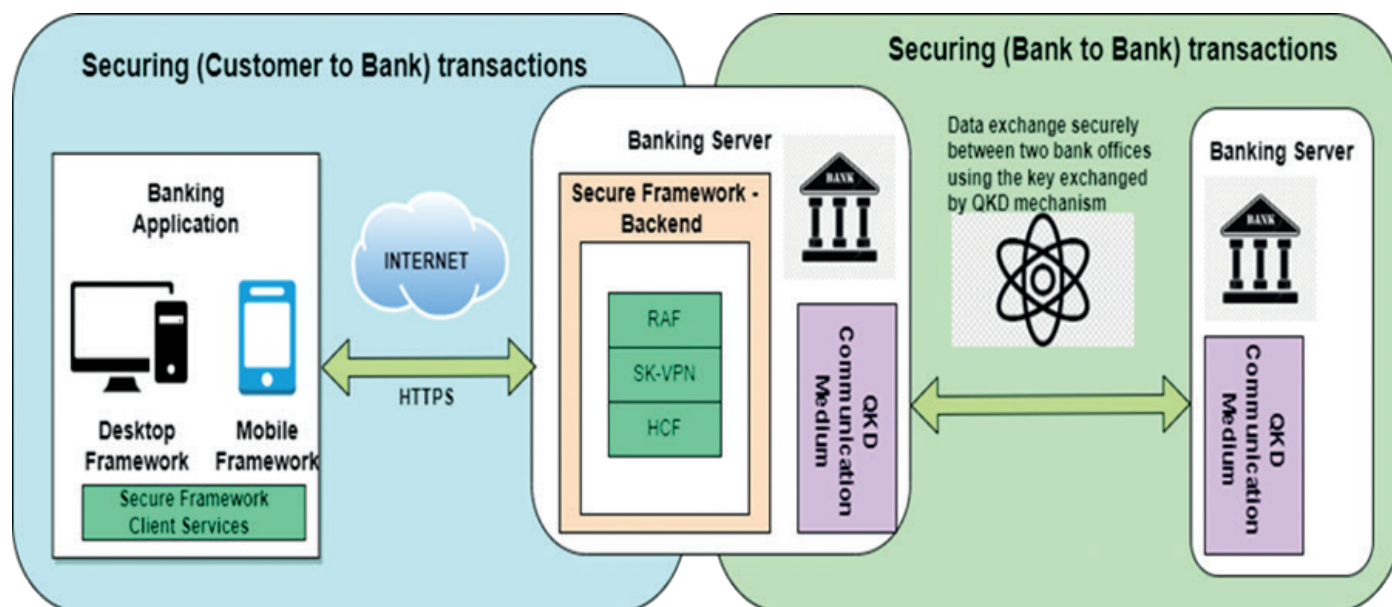 Securing (Customer to Bank) transactions
Securing (Bank to Bank) transactions
Banking
Application
Desktop
Framework
Mobile
Framework
Secure Framework
Client Services
INTERNET
HTTPS
Banking Server
Secure Framework -
Backend
RAF
SK-VPN
HCF
BANK
QKD
Communication
Medium
Data exchange securely
between two bank offices
using the key exchanged
by QKD mechanism
Banking Server
BANK
QKD
Communication
Medium